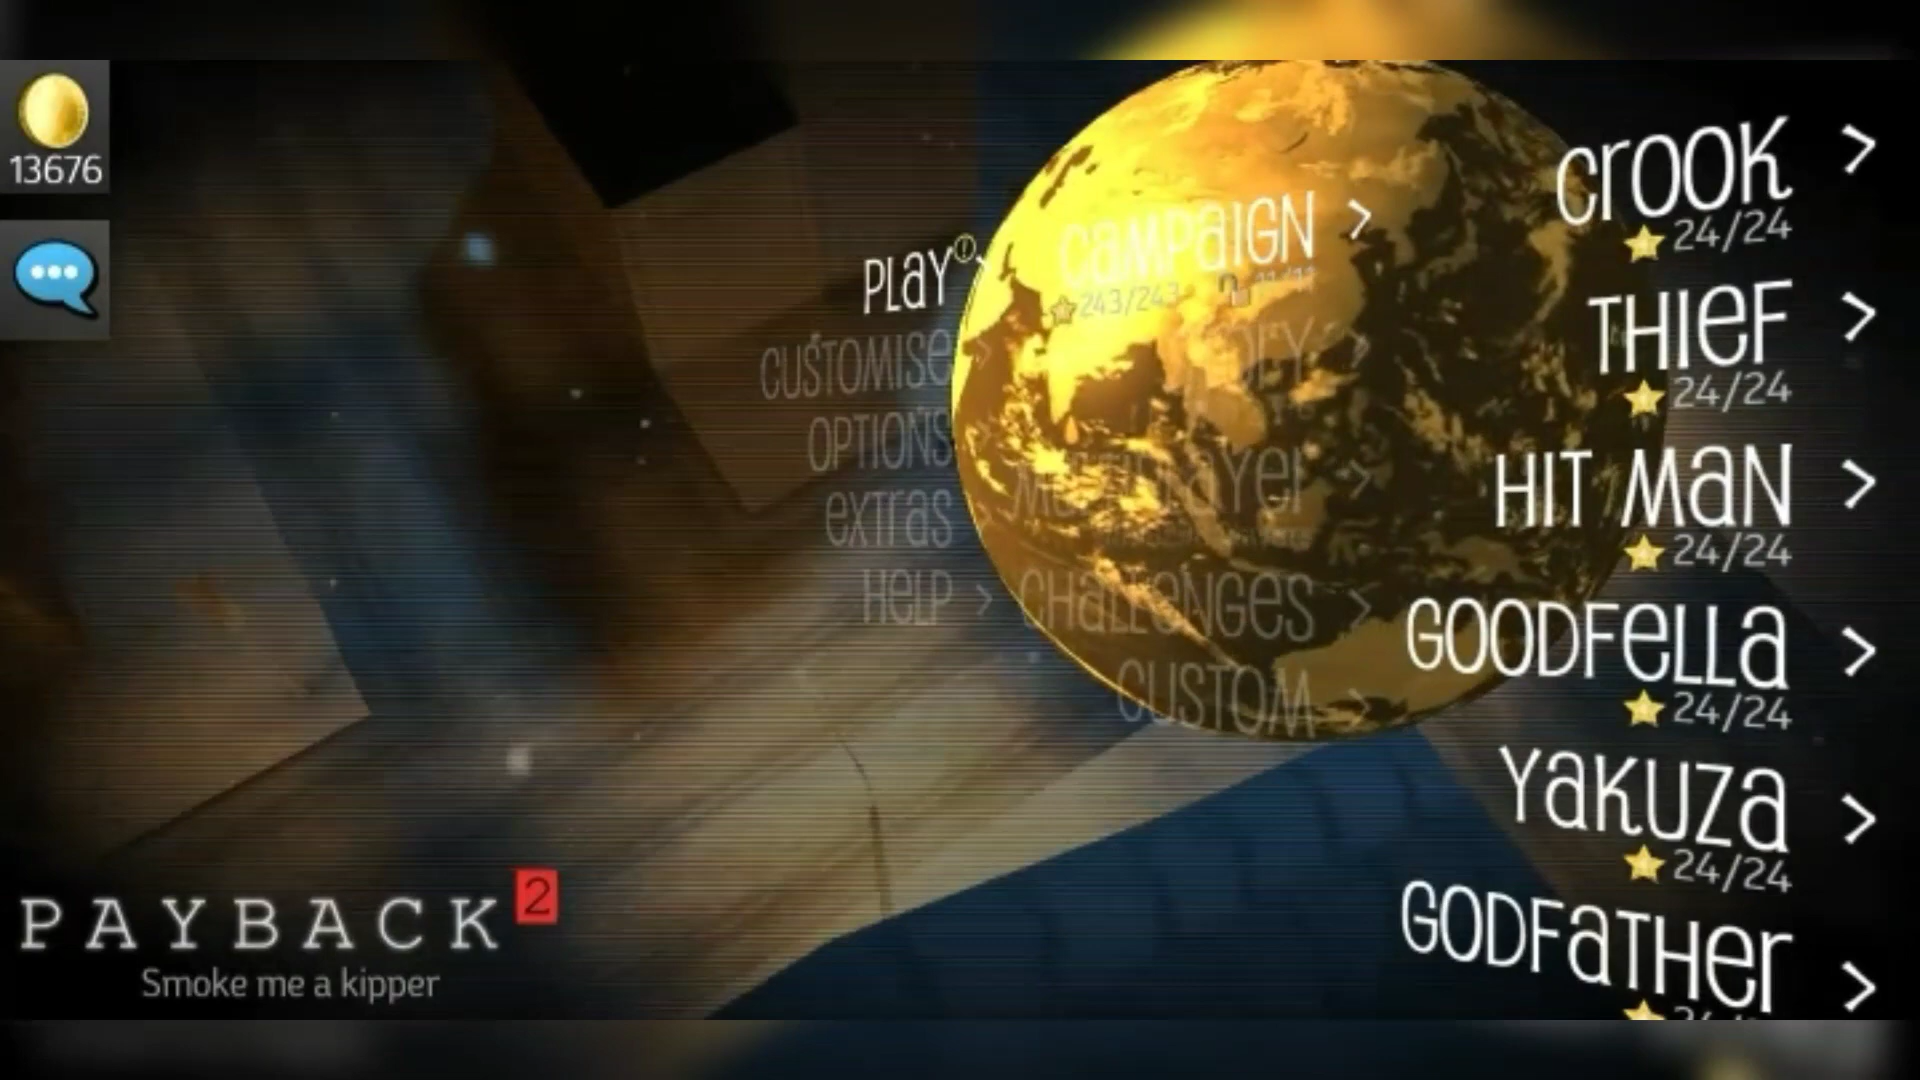 13676
PLAY
CUSTOMISE
OPTIONS
EXTRAS
HELP
CAMPAIGN
243/243
CHALLENGES
CUSTOM
CROOK
24/24
THIEF
24/24
HIT MAN
24/24
GOODFELLA
24/24
YAKUZA
24/24
GODFATHER
PAYBACK 2
Smoke me a kipper